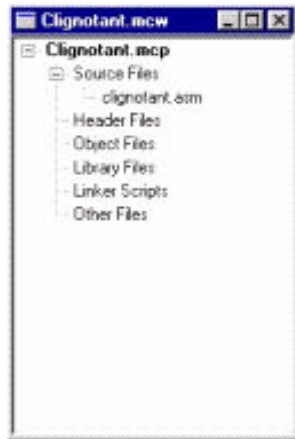 Clignotant.mcw
Clignotant.mcp
Source Files
clignotant.asm
Header Files
Object Files
Library Files
Linker Scripts
Other Files